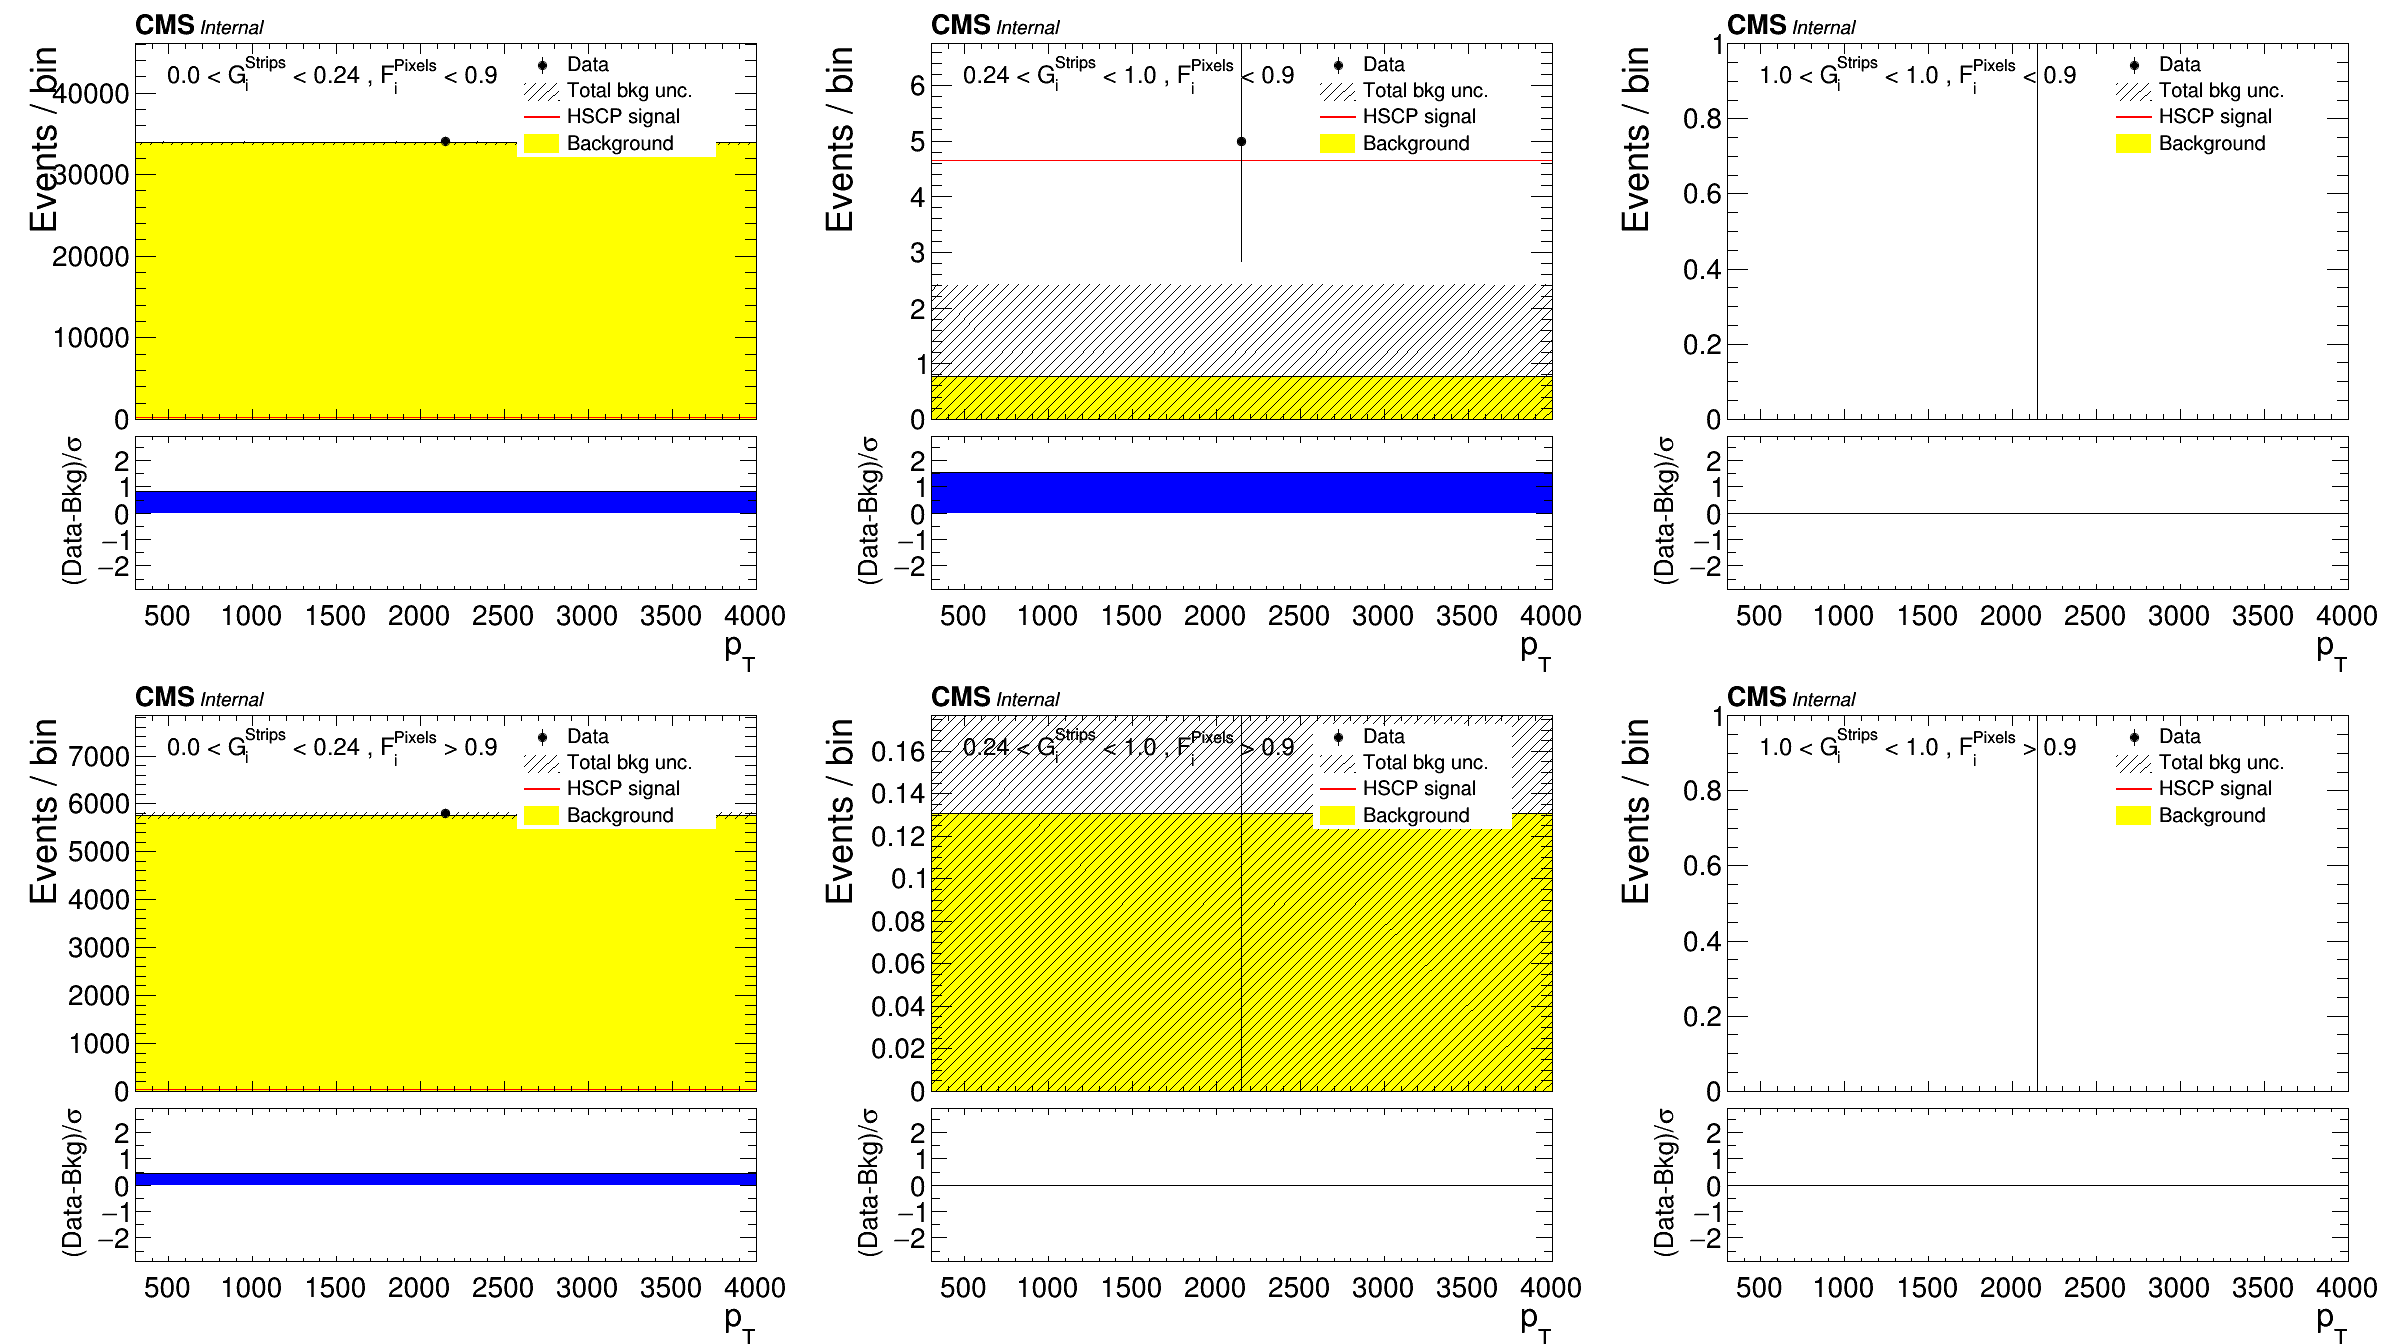 CMS Internal
Events / bin
0.0 < G_i^Strips < 0.24 , F_i^Pixels < 0.9
Data
Total bkg unc.
HSCP signal
Background
40000
30000
20000
10000
0
(Data-Bkg)/σ
2
1
0
−1
−2
500 1000 1500 2000 2500 3000 3500 4000
p_T
CMS Internal
Events / bin
0.24 < G_i^Strips < 1.0 , F_i^Pixels < 0.9
Data
Total bkg unc.
HSCP signal
Background
6
5
4
3
2
1
0
(Data-Bkg)/σ
2
1
0
−1
−2
500 1000 1500 2000 2500 3000 3500 4000
p_T
CMS Internal
Events / bin
1.0 < G_i^Strips < 1.0 , F_i^Pixels < 0.9
Data
Total bkg unc.
HSCP signal
Background
1
0.8
0.6
0.4
0.2
0
(Data-Bkg)/σ
2
1
0
−1
−2
500 1000 1500 2000 2500 3000 3500 4000
p_T
CMS Internal
Events / bin
0.0 < G_i^Strips < 0.24 , F_i^Pixels > 0.9
Data
Total bkg unc.
HSCP signal
Background
7000
6000
5000
4000
3000
2000
1000
0
(Data-Bkg)/σ
2
1
0
−1
−2
500 1000 1500 2000 2500 3000 3500 4000
p_T
CMS Internal
Events / bin
0.24 < G_i^Strips < 1.0 , F_i^Pixels > 0.9
Data
Total bkg unc.
HSCP signal
Background
0.16
0.14
0.12
0.1
0.08
0.06
0.04
0.02
0
(Data-Bkg)/σ
2
1
0
−1
−2
500 1000 1500 2000 2500 3000 3500 4000
p_T
CMS Internal
Events / bin
1.0 < G_i^Strips < 1.0 , F_i^Pixels > 0.9
Data
Total bkg unc.
HSCP signal
Background
1
0.8
0.6
0.4
0.2
0
(Data-Bkg)/σ
2
1
0
−1
−2
500 1000 1500 2000 2500 3000 3500 4000
p_T